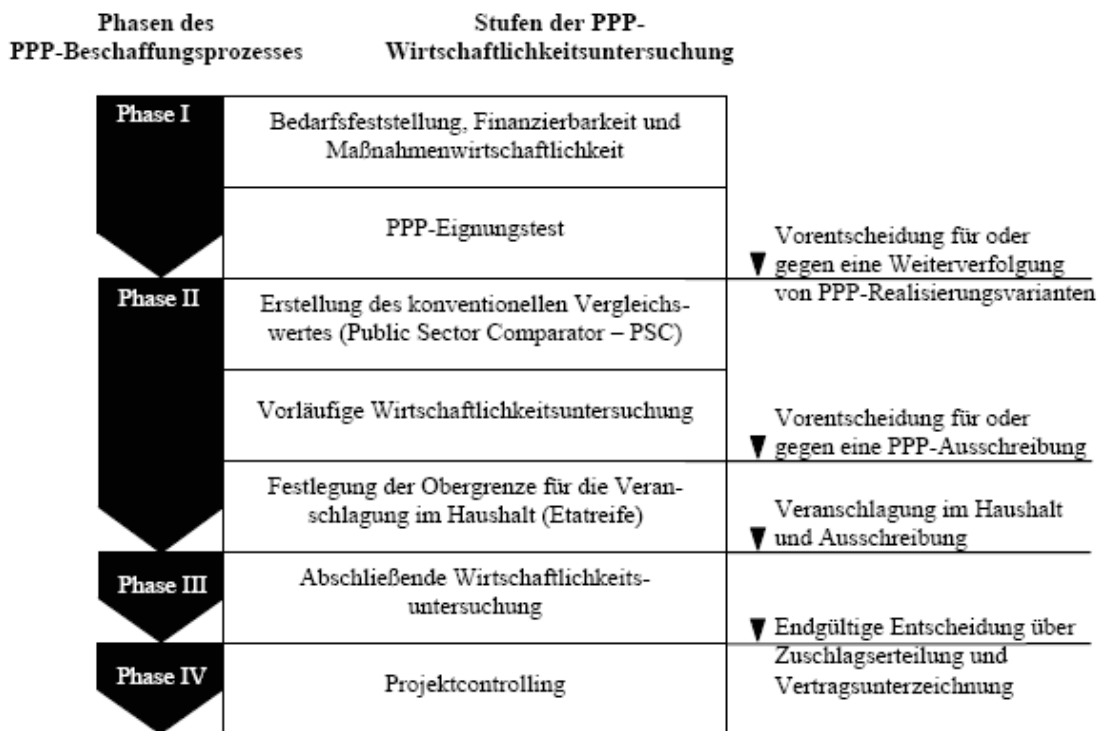 Phasen des
PPP-Beschaffungsprozesses
Stufen der PPP-
Wirtschaftlichkeitsuntersuchung
Phase I
Bedarfsfeststellung, Finanzierbarkeit und
Maßnahmenwirtschaftlichkeit
PPP-Eignungstest
Vorentscheidung für oder
gegen eine Weiterverfolgung
von PPP-Realisierungsvarianten
Phase II
Erstellung des konventionellen Vergleichs-
wertes (Public Sector Comparator – PSC)
Vorläufige Wirtschaftlichkeitsuntersuchung
Vorentscheidung für oder
gegen eine PPP-Ausschreibung
Festlegung der Obergrenze für die Veran-
schlagung im Haushalt (Etatreife)
Veranschlagung im Haushalt
und Ausschreibung
Phase III
Abschließende Wirtschaftlichkeits-
untersuchung
Endgültige Entscheidung über
Zuschlagserteilung und
Vertragsunterzeichnung
Phase IV
Projektcontrolling